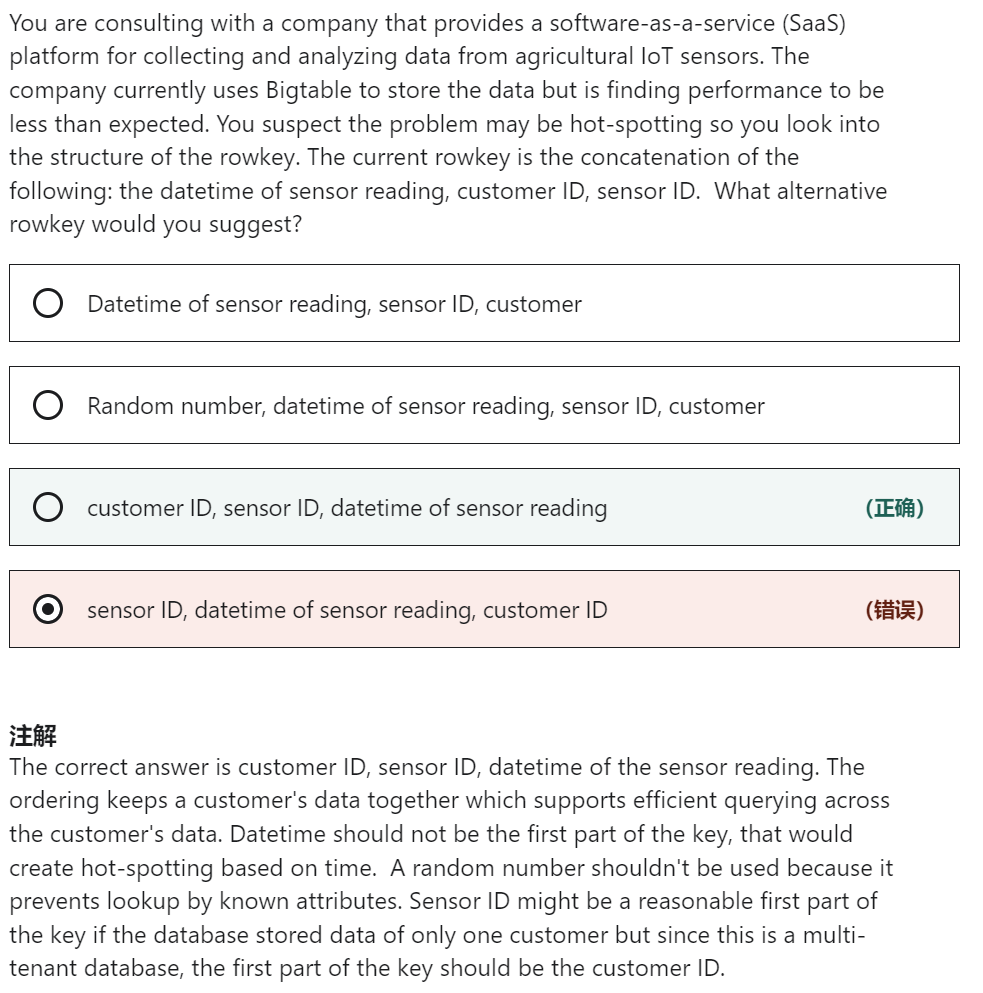 You are consulting with a company that provides a software-as-a-service (SaaS)
platform for collecting and analyzing data from agricultural IoT sensors. The
company currently uses Bigtable to store the data but is finding performance to be
less than expected. You suspect the problem may be hot-spotting so you look into
the structure of the rowkey. The current rowkey is the concatenation of the
following: the datetime of sensor reading, customer ID, sensor ID.  What alternative
rowkey would you suggest?
Datetime of sensor reading, sensor ID, customer
Random number, datetime of sensor reading, sensor ID, customer
customer ID, sensor ID, datetime of sensor reading (正确)
sensor ID, datetime of sensor reading, customer ID (错误)
注解
The correct answer is customer ID, sensor ID, datetime of the sensor reading. The
ordering keeps a customer's data together which supports efficient querying across
the customer's data. Datetime should not be the first part of the key, that would
create hot-spotting based on time.  A random number shouldn't be used because it
prevents lookup by known attributes. Sensor ID might be a reasonable first part of
the key if the database stored data of only one customer but since this is a multi-
tenant database, the first part of the key should be the customer ID.